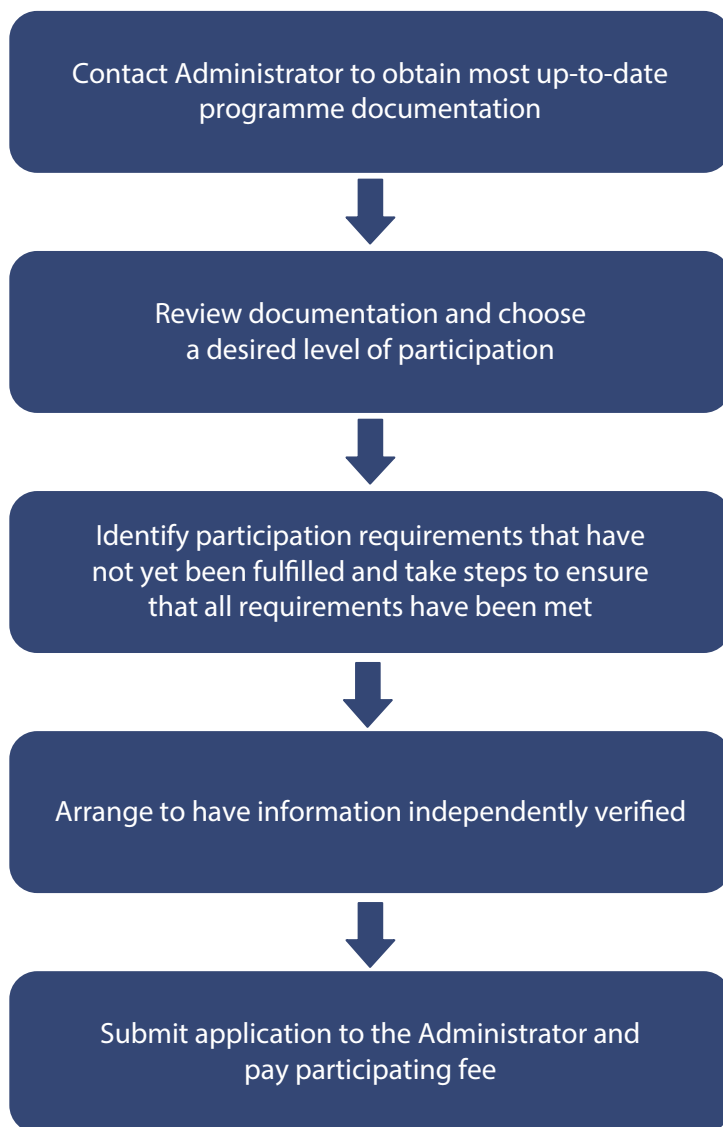 Contact Administrator to obtain most up-to-date
programme documentation
Review documentation and choose
a desired level of participation
Identify participation requirements that have
not yet been fulfilled and take steps to ensure
that all requirements have been met
Arrange to have information independently verified
Submit application to the Administrator and
pay participating fee